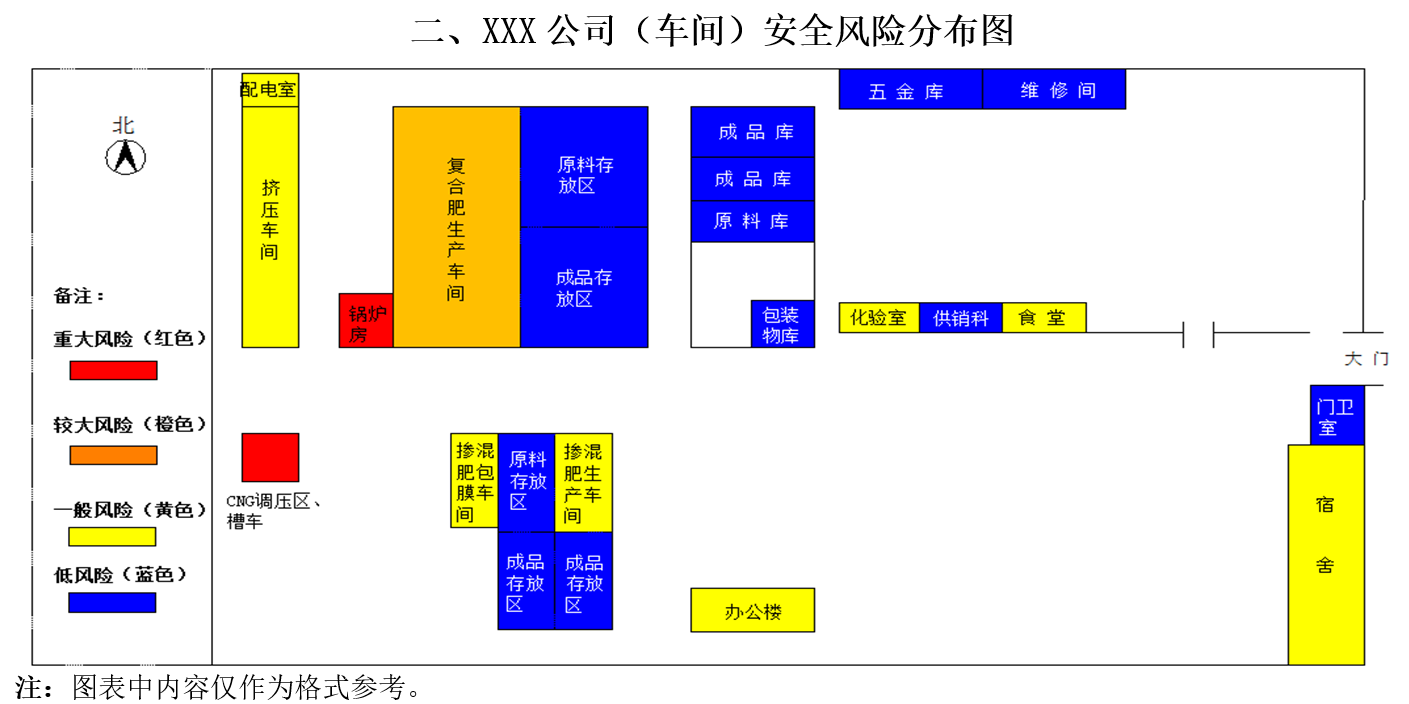 二、XXX 公司（车间）安全风险分布图
北
备注：
重大风险（红色）
较大风险（橙色）
一般风险（黄色）
低风险（蓝色）
配电室
挤压车间
锅炉
房
复合肥生产车间
原料存
放区
成品存
放区
成 品 库
成 品 库
原 料 库
包装
物库
五 金 库
维 修 间
化验室
供销科
食 堂
大 门
门卫
室
宿
舍
CNG调压区、
槽车
掺混
肥包
膜车
间
原料
存放
区
掺混
肥生
产车
间
成品
存放
区
成品
存放
区
办公楼
注：图表中内容仅作为格式参考。